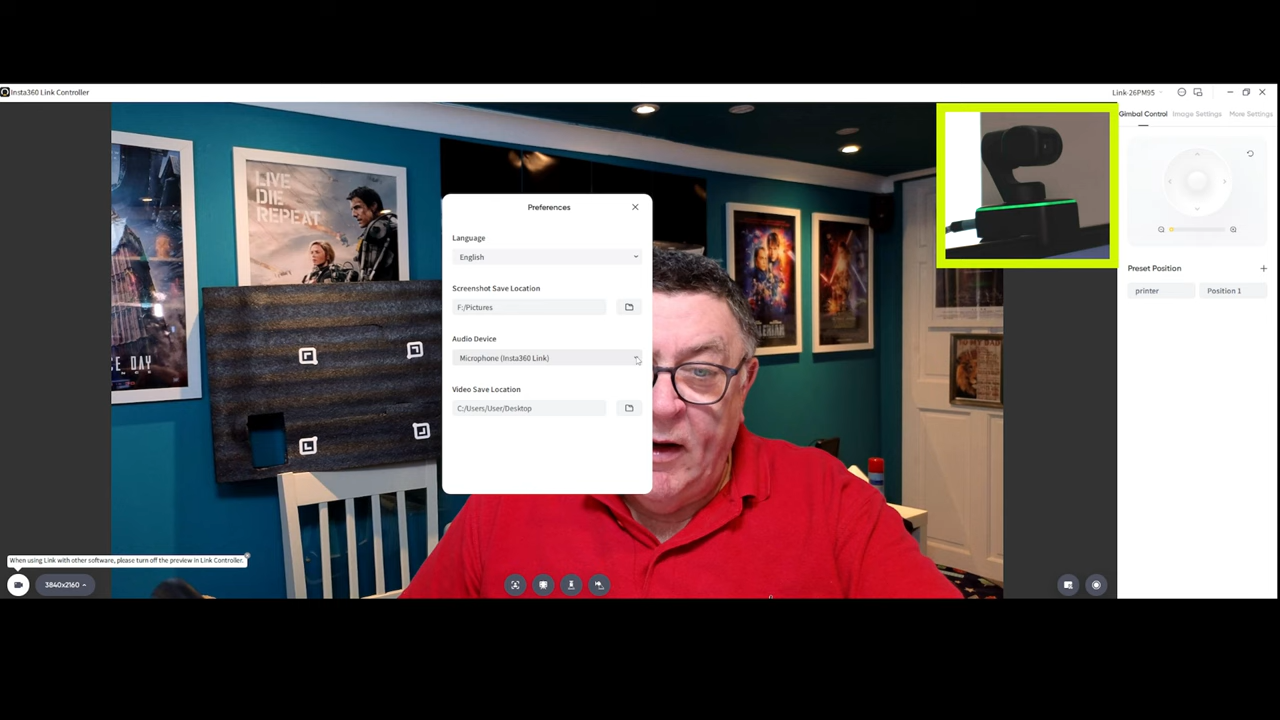 Insta360 Link Controller
Link-26PM95
Gimbal Control
Image Settings
More Settings
LIVE
DIE
REPEAT
Preferences
Language
English
Screenshot Save Location
F:/Pictures
Audio Device
Microphone (Insta360 Link)
Video Save Location
C:/Users/User/Desktop
Preset Position
printer
Position 1
CE DAY
When using Link with other software, please turn off the preview in Link Controller.
3840x2160